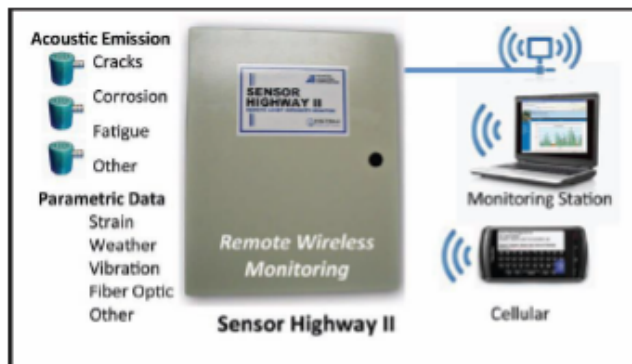 Acoustic Emission
Cracks
Corrosion
Fatigue
Other
Parametric Data
Strain
Weather
Vibration
Fiber Optic
Other
SENSOR
HIGHWAY II
Remote Wireless
Monitoring
Sensor Highway II
Monitoring Station
Cellular